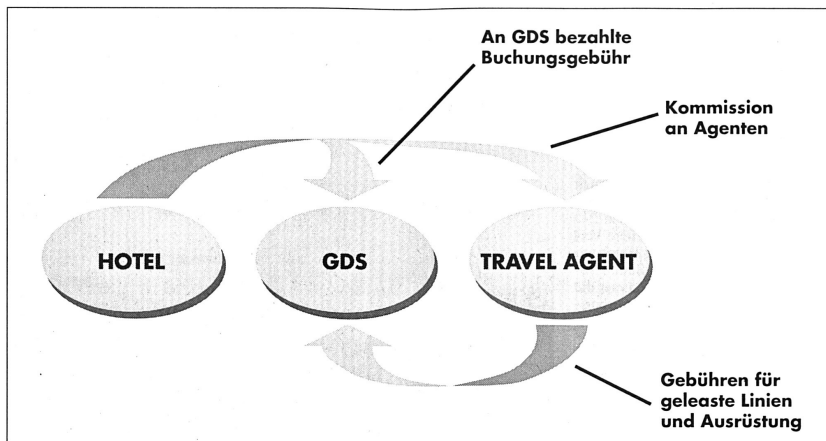 An GDS bezahlte
Buchungsgebühr
Kommission
an Agenten
HOTEL
GDS
TRAVEL AGENT
Gebühren für
geleaste Linien
und Ausrüstung